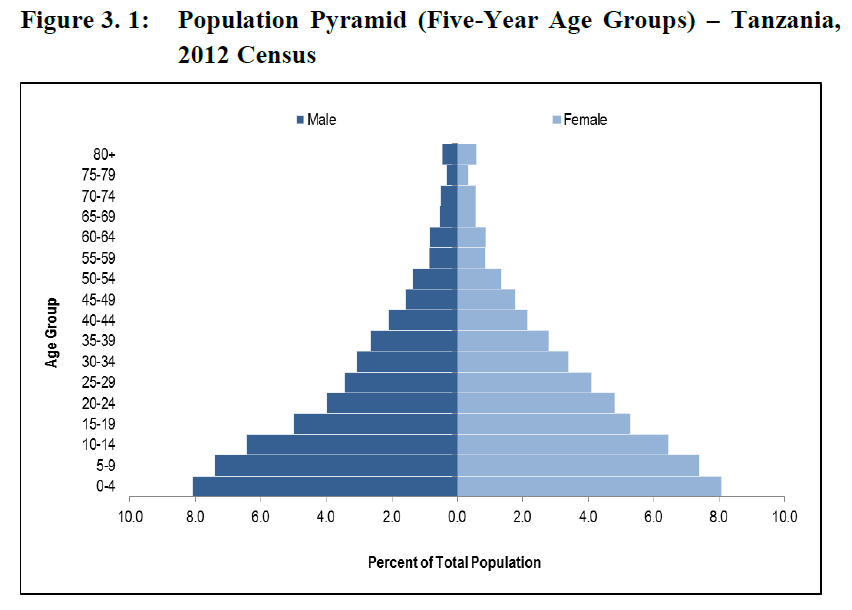 Figure 3. 1: Population Pyramid (Five-Year Age Groups) – Tanzania,
2012 Census
Male Female
80+
75-79
70-74
65-69
60-64
55-59
50-54
45-49
40-44
35-39
30-34
25-29
20-24
15-19
10-14
5-9
0-4
Age Group
10.0 8.0 6.0 4.0 2.0 0.0 2.0 4.0 6.0 8.0 10.0
Percent of Total Population